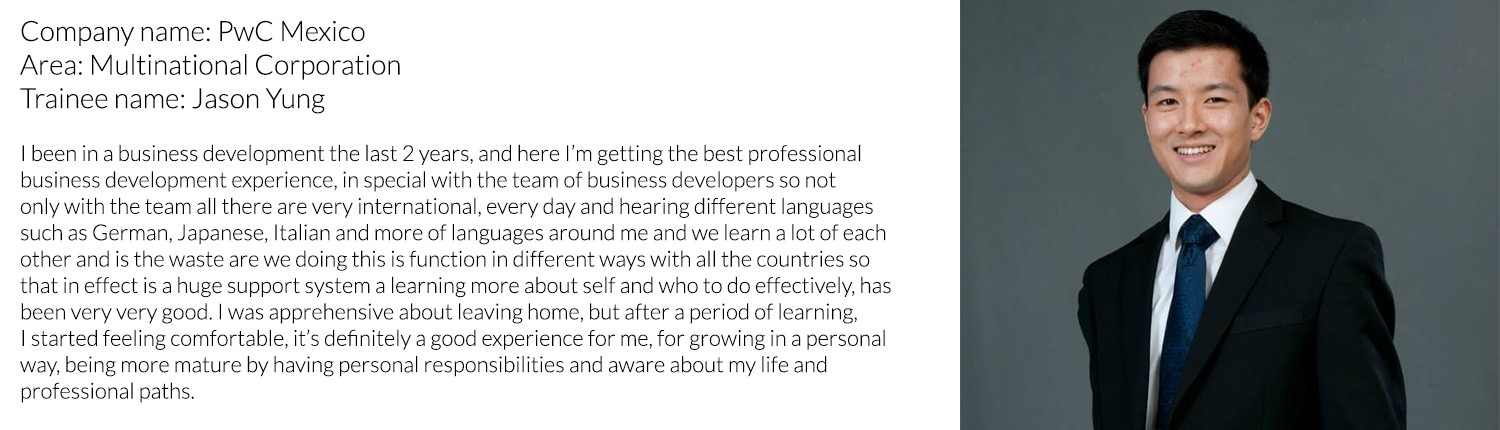 Company name: PwC Mexico
Area: Multinational Corporation
Trainee name: Jason Yung
I been in a business development the last 2 years, and here I’m getting the best professional
business development experience, in special with the team of business developers so not
only with the team all there are very international, every day and hearing different languages
such as German, Japanese, Italian and more of languages around me and we learn a lot of each
other and is the waste are we doing this is function in different ways with all the countries so
that in effect is a huge support system a learning more about self and who to do effectively, has
been very very good. I was apprehensive about leaving home, but after a period of learning,
I started feeling comfortable, it’s definitely a good experience for me, for growing in a personal
way, being more mature by having personal responsibilities and aware about my life and
professional paths.